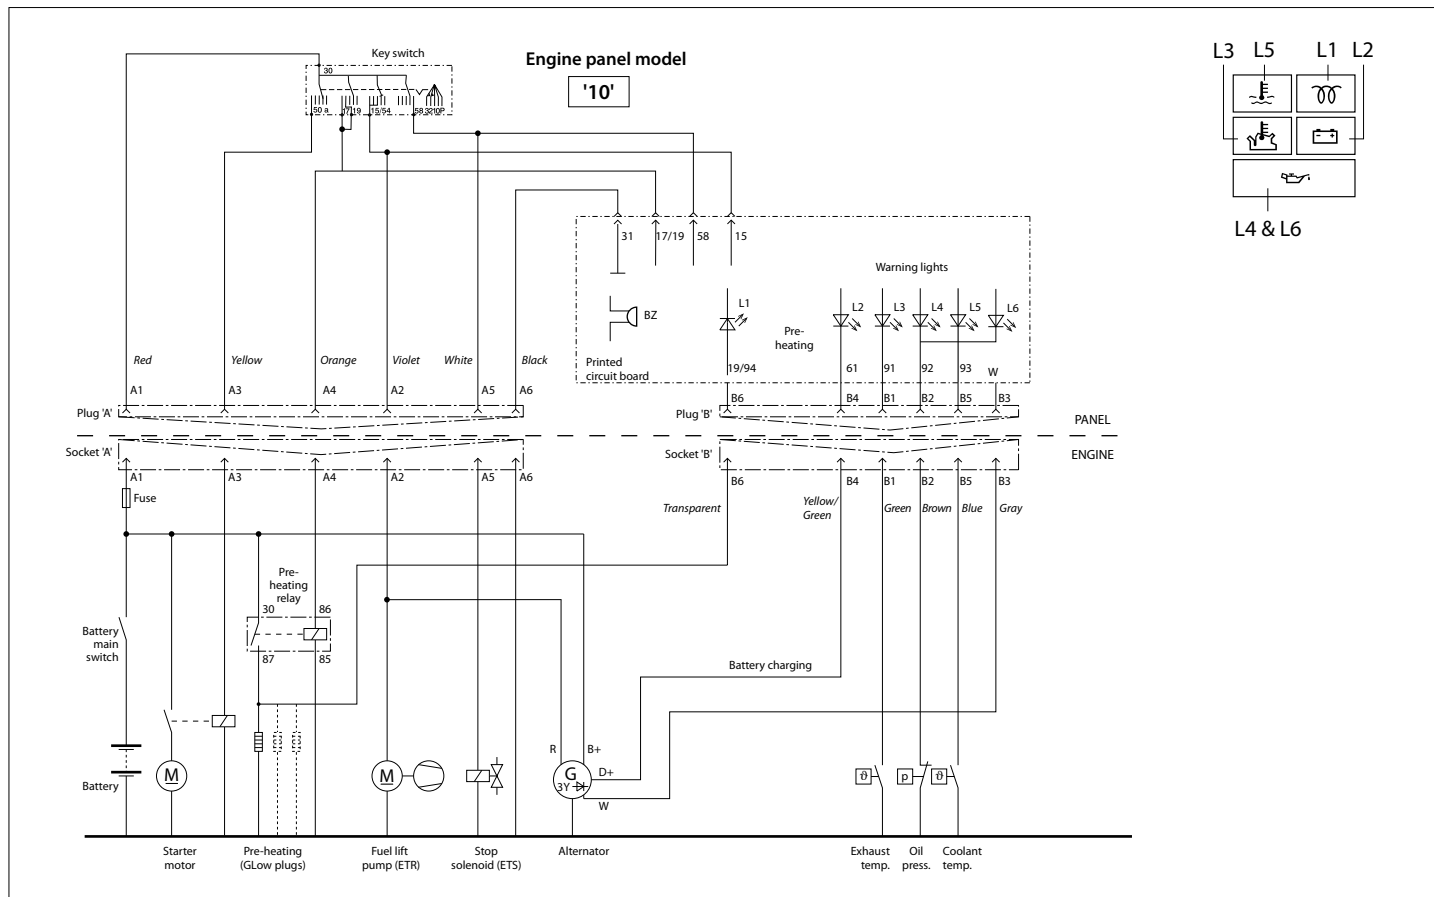 Key switch
Engine panel model
'10'
L3
L5
L1
L2
L4 & L6
30
50 a
17/19
15/54
58
3210P
31
17/19
58
15
Warning lights
BZ
L1
Pre-
heating
L2
L3
L4
L5
L6
Printed
circuit board
19/94
61
91
92
93
W
Red
Yellow
Orange
Violet
White
Black
A1
A3
A4
A2
A5
A6
B6
B4
B1
B2
B5
B3
Plug 'A'
Plug 'B'
PANEL
Socket 'A'
Socket 'B'
ENGINE
A1
A3
A4
A2
A5
A6
B6
B4
B1
B2
B5
B3
Fuse
Transparent
Yellow/
Green
Green
Brown
Blue
Gray
Pre-
heating
relay
30
86
87
85
Battery
main
switch
Battery charging
R
B+
D+
W
G
3Y
M
M
ϑ
p
ϑ
Battery
Starter
motor
Pre-heating
(GLow plugs)
Fuel lift
pump (ETR)
Stop
solenoid (ETS)
Alternator
Exhaust
temp.
Oil
press.
Coolant
temp.